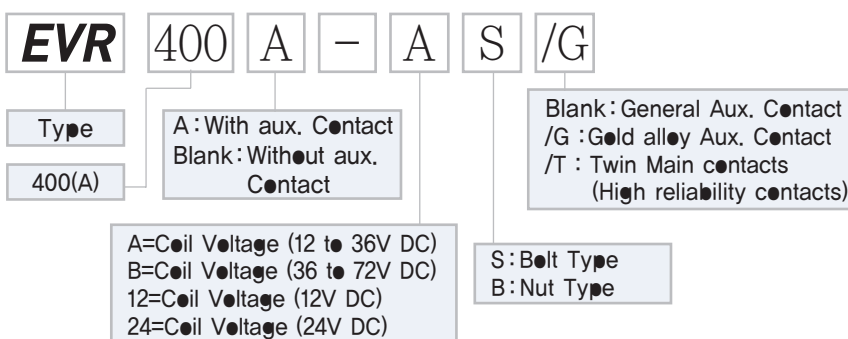 EVR 400 A - A S /G
Type
400(A)
A : With aux. Contact
Blank : Without aux.
Contact
A=Coil Voltage (12 to 36V DC)
B=Coil Voltage (36 to 72V DC)
12=Coil Voltage (12V DC)
24=Coil Voltage (24V DC)
S : Bolt Type
B : Nut Type
Blank : General Aux. Contact
/G : Gold alloy Aux. Contact
/T : Twin Main contacts
(High reliability contacts)